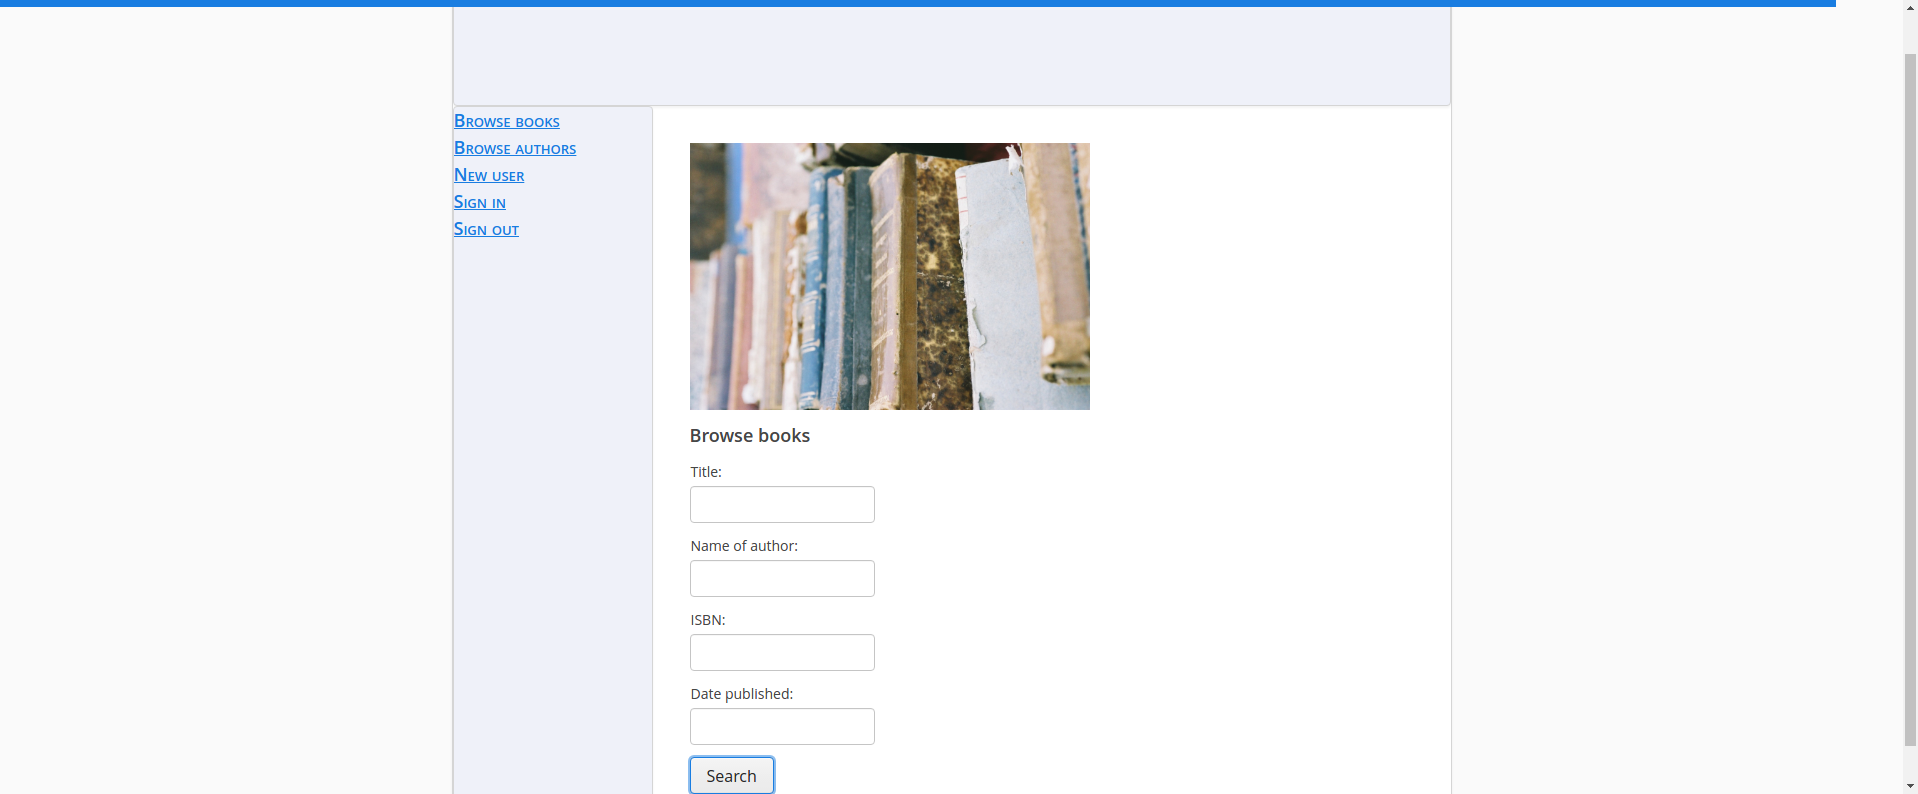 Browse books
Browse authors
New user
Sign in
Sign out
Browse books
Title:
Name of author:
ISBN:
Date published:
Search